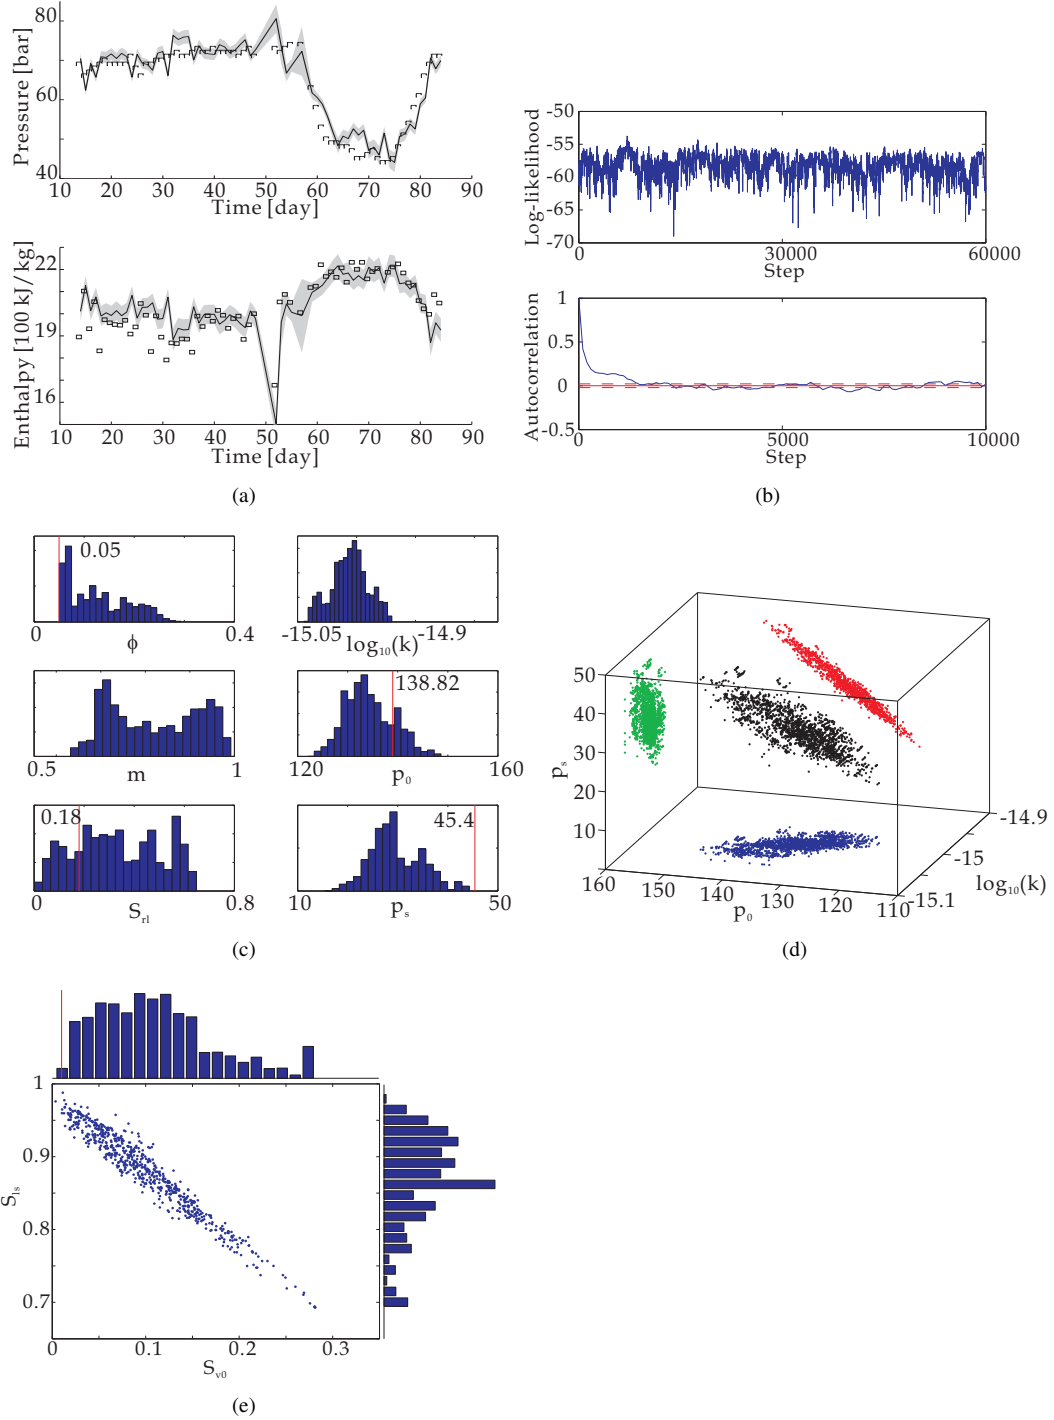 80
60
40
Pressure [bar]
10 20 30 40 50 60 70 80 90
Time [day]
22
19
16
Enthalpy [100 kJ/kg]
10 20 30 40 50 60 70 80 90
Time [day]
(a)
-50
-55
-60
-65
-70
Log-likelihood
0 30000 60000
Step
1
0.5
0
-0.5
Autocorrelation
0 5000 10000
Step
(b)
0.05
0 0.4
ϕ
-15.05 -14.9
log₁₀(k)
0.5 1
m
138.82
120 160
p₀
0.18
0 0.8
Sᵣₗ
45.4
10 50
pₛ
(c)
50
40
30
20
10
pₛ
160 150 140 130 120 110
p₀
-14.9
-15
-15.1
log₁₀(k)
(d)
1
0.9
0.8
0.7
Sₗₛ
0 0.1 0.2 0.3
Sᵥ₀
(e)